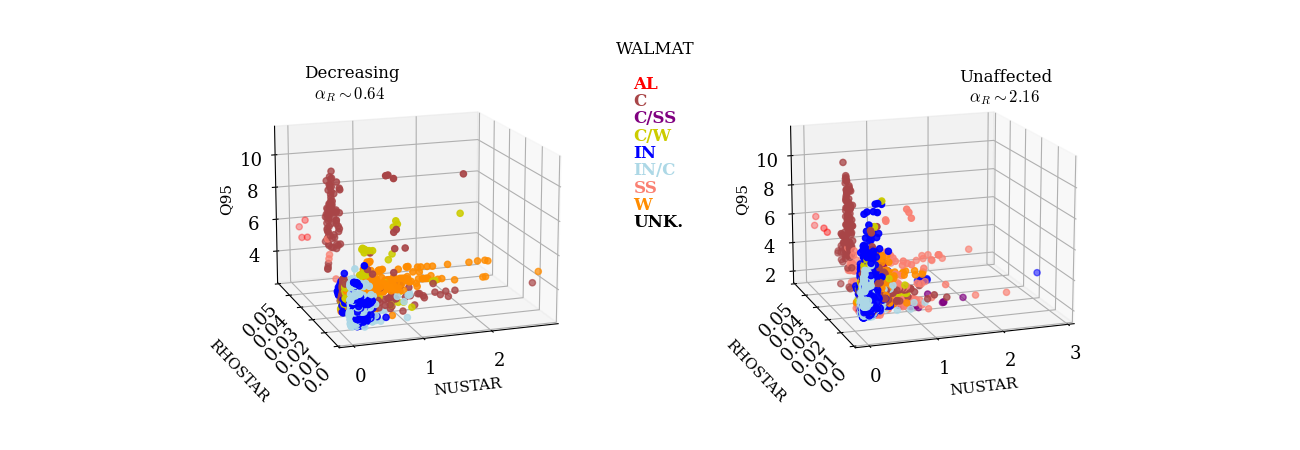 WALMAT
Decreasing
α_R ~ 0.64
Unaffected
α_R ~ 2.16
AL
C
C/SS
C/W
IN
IN/C
SS
W
UNK.
Q95
10
8
6
4
RHOSTAR
0.05
0.04
0.03
0.02
0.01
0.0
NUSTAR
0
1
2
Q95
10
8
6
4
2
RHOSTAR
0.05
0.04
0.03
0.02
0.01
0.0
NUSTAR
0
1
2
3